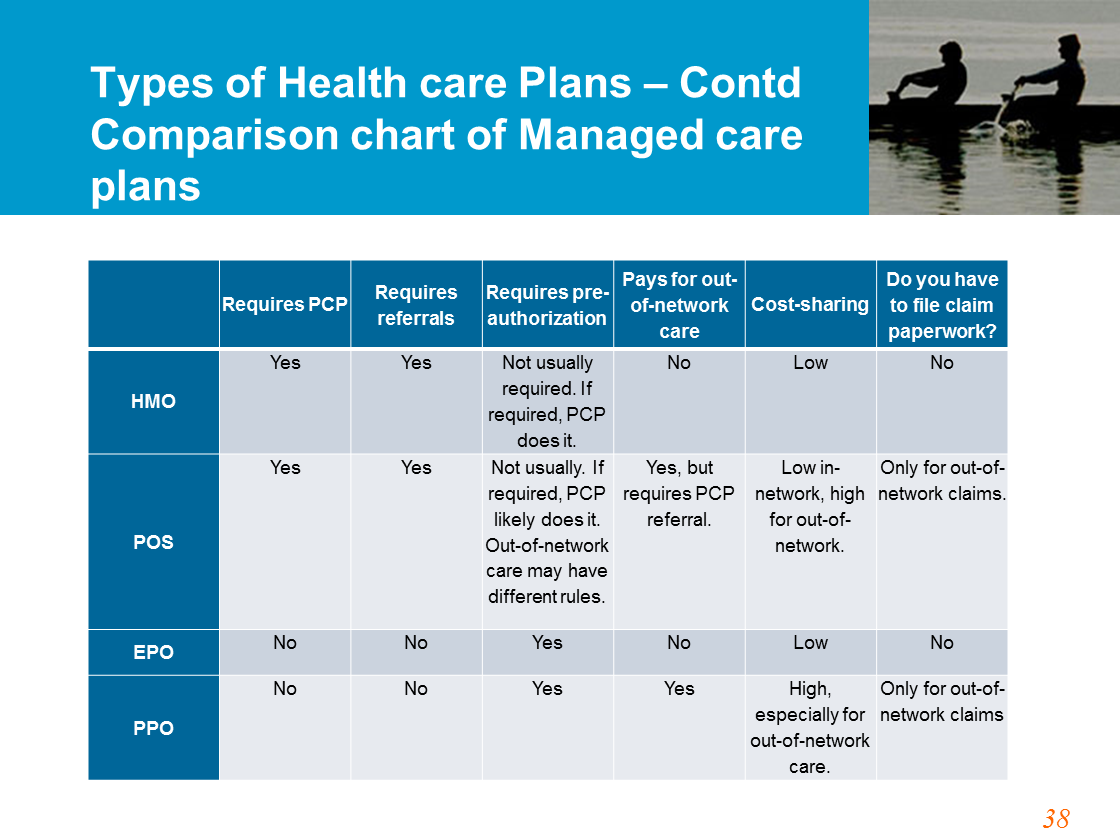 Types of Health care Plans – Contd
Comparison chart of Managed care
plans
Requires PCP
Requires
referrals
Requires pre-
authorization
Pays for out-
of-network
care
Cost-sharing
Do you have
to file claim
paperwork?
HMO
Yes
Yes
Not usually
required. If
required, PCP
does it.
No
Low
No
POS
Yes
Yes
Not usually. If
required, PCP
likely does it.
Out-of-network
care may have
different rules.
Yes, but
requires PCP
referral.
Low in-
network, high
for out-of-
network.
Only for out-of-
network claims.
EPO
No
No
Yes
No
Low
No
PPO
No
No
Yes
Yes
High,
especially for
out-of-network
care.
Only for out-of-
network claims
38